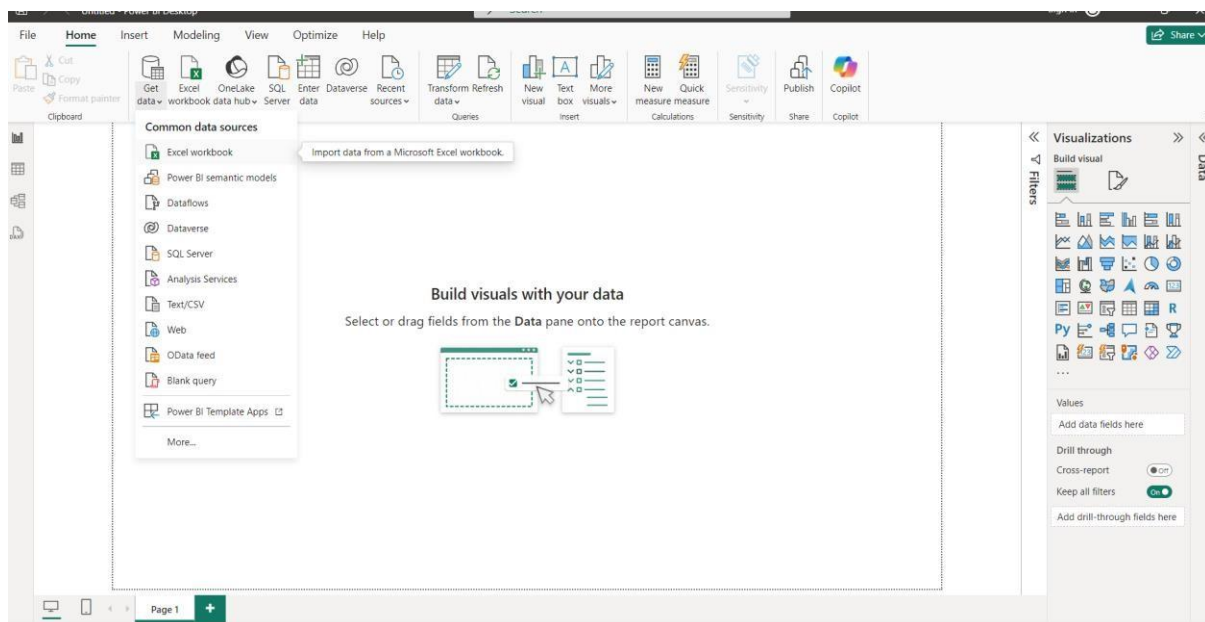 Untitled - Power BI Desktop
Search
File Home Insert Modeling View Optimize Help
Share
Paste
Cut
Copy
Format painter
Clipboard
Get data
Excel workbook
OneLake data hub
SQL Server
Enter data
Dataverse
Recent sources
Transform data
Refresh
Queries
New visual
Text box
More visuals
Insert
New measure
Quick measure
Calculations
Sensitivity
Sensitivity
Publish
Share
Copilot
Copilot
Common data sources
Excel workbook
Import data from a Microsoft Excel workbook.
Power BI semantic models
Dataflows
Dataverse
SQL Server
Analysis Services
Text/CSV
Web
OData feed
Blank query
Power BI Template Apps
More...
Build visuals with your data
Select or drag fields from the Data pane onto the report canvas.
Filters
Visualizations
Build visual
R
Py
...
Values
Add data fields here
Drill through
Cross-report
Off
Keep all filters
On
Add drill-through fields here
Data
Page 1